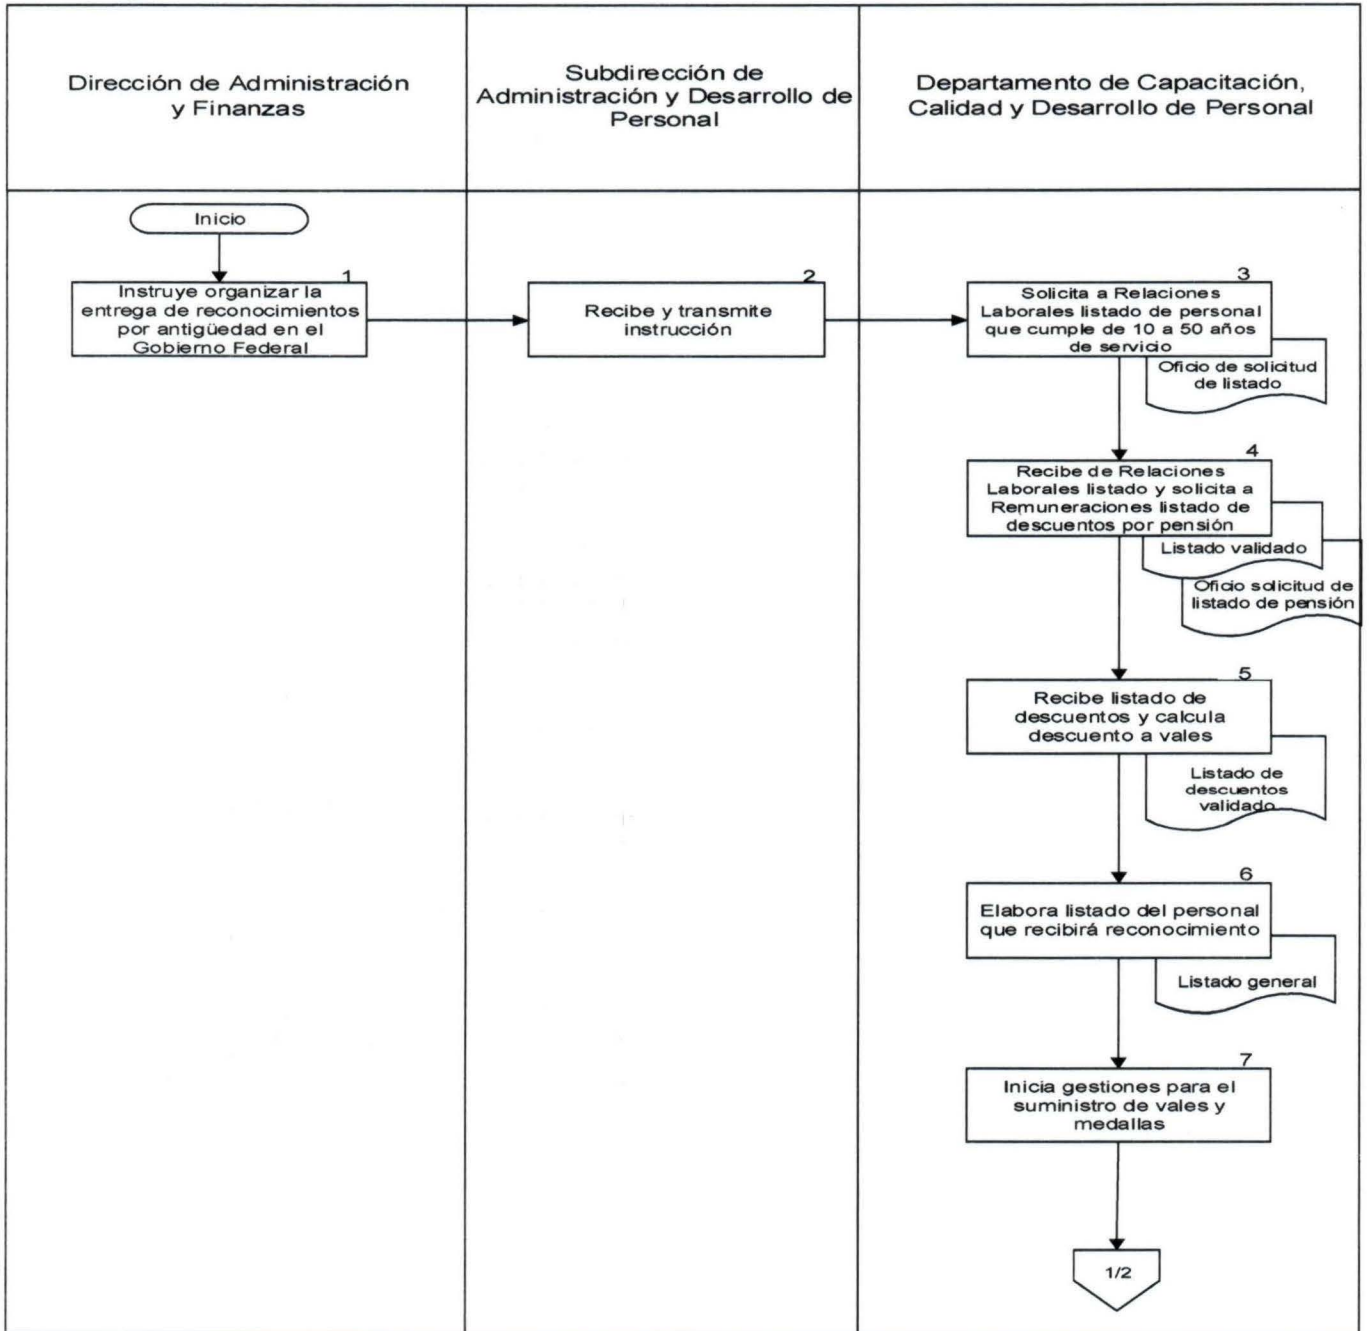 Dirección de Administración
y Finanzas
Subdirección de
Administración y Desarrollo de
Personal
Departamento de Capacitación,
Calidad y Desarrollo de Personal
Inicio
1
Instruye organizar la
entrega de reconocimientos
por antigüedad en el
Gobierno Federal
2
Recibe y transmite
instrucción
3
Solicita a Relaciones
Laborales listado de personal
que cumple de 10 a 50 años
de servicio
Oficio de solicitud
de listado
4
Recibe de Relaciones
Laborales listado y solicita a
Remuneraciones listado de
descuentos por pensión
Listado validado
Oficio solicitud de
listado de pensión
5
Recibe listado de
descuentos y calcula
descuento a vales
Listado de
descuentos
validado
6
Elabora listado del personal
que recibirá reconocimiento
Listado general
7
Inicia gestiones para el
suministro de vales y
medallas
1/2